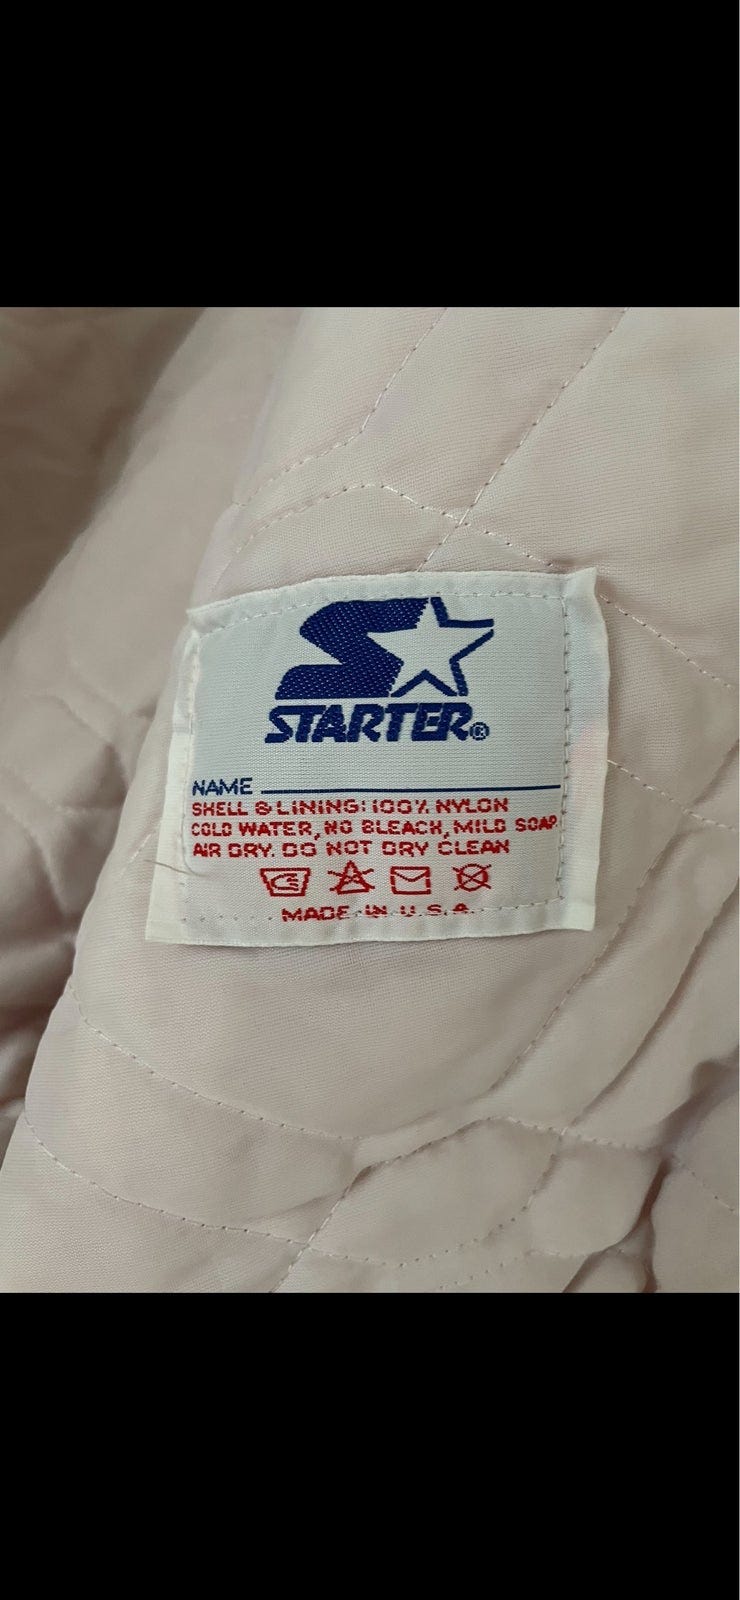 STARTER®
NAME
SHELL & LINING: 100% NYLON
COLD WATER, NO BLEACH, MILD SOAP
AIR DRY. DO NOT DRY CLEAN
MADE IN U.S.A.